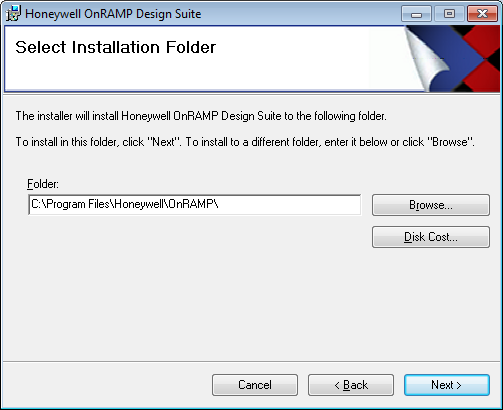 Honeywell OnRAMP Design Suite
Select Installation Folder
The installer will install Honeywell OnRAMP Design Suite to the following folder.
To install in this folder, click "Next". To install to a different folder, enter it below or click "Browse".
Folder:
C:\Program Files\Honeywell\OnRAMP\
Browse...
Disk Cost...
Cancel
< Back
Next >